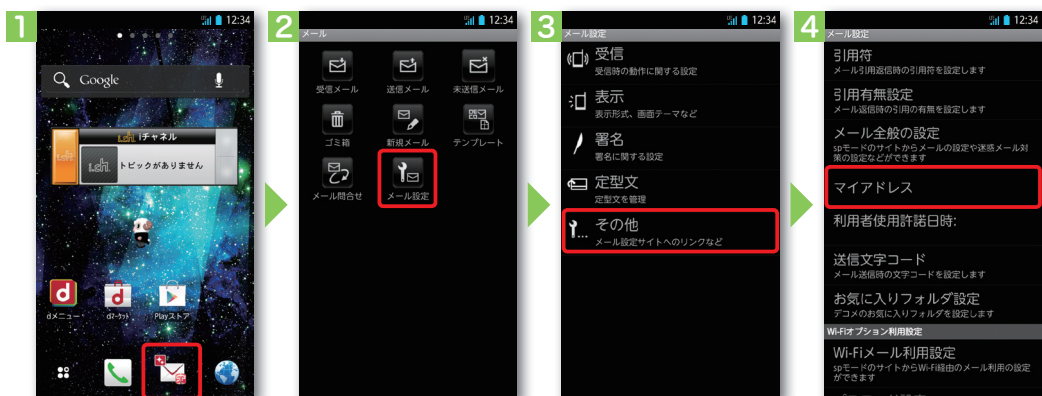 1
12:34
Google
i.ch. iチャネル
i.ch.
i.ch.
トピックがありません
dメニュー
dマーケット
Playストア
2
12:34
メール
受信メール
送信メール
未送信メール
ゴミ箱
新規メール
テンプレート
メール問合せ
メール設定
3
12:34
メール設定
受信
受信時の動作に関する設定
表示
表示形式、画面テーマなど
署名
署名に関する設定
定型文
定型文を管理
その他
メール設定サイトへのリンクなど
4
12:34
メール設定
引用符
メール引用返信時の引用符を設定します
引用有無設定
メール返信時の引用の有無を設定します
メール全般の設定
spモードのサイトからメールの設定や迷惑メール対
策の設定などができます
マイアドレス
利用者使用許諾日時:
送信文字コード
メール送信時の文字コードを設定します
お気に入りフォルダ設定
デコメのお気に入りフォルダを設定します
Wi-Fiオプション利用設定
Wi-Fiメール利用設定
spモードのサイトからWi-Fi経由のメール利用の設定
ができます